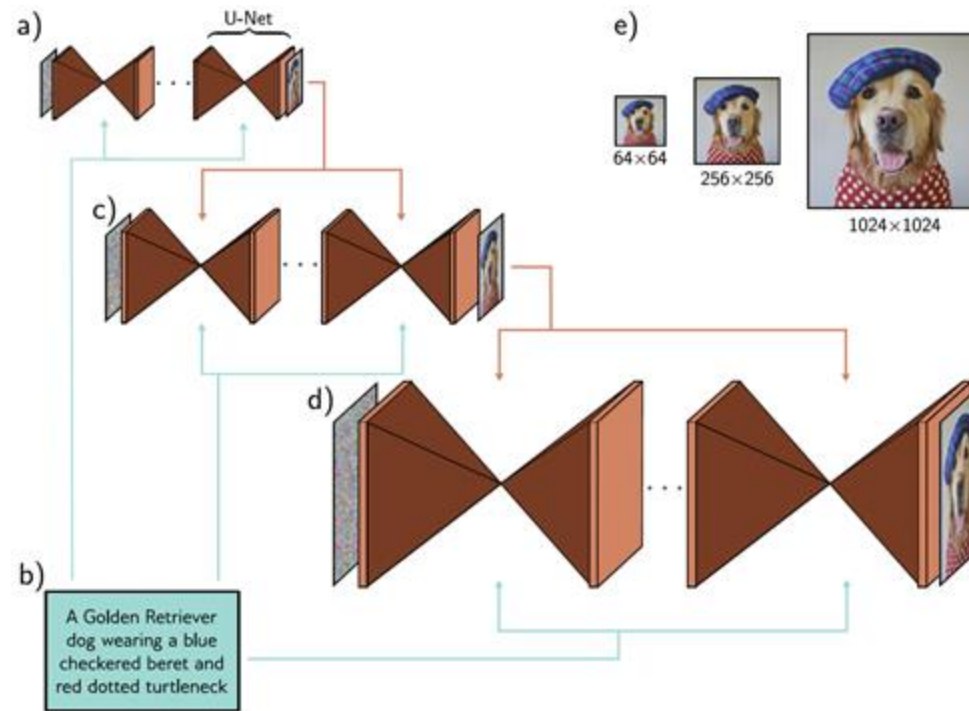 a)
U-Net
e)
64×64
256×256
1024×1024
c)
d)
b)
A Golden Retriever
dog wearing a blue
checkered beret and
red dotted turtleneck